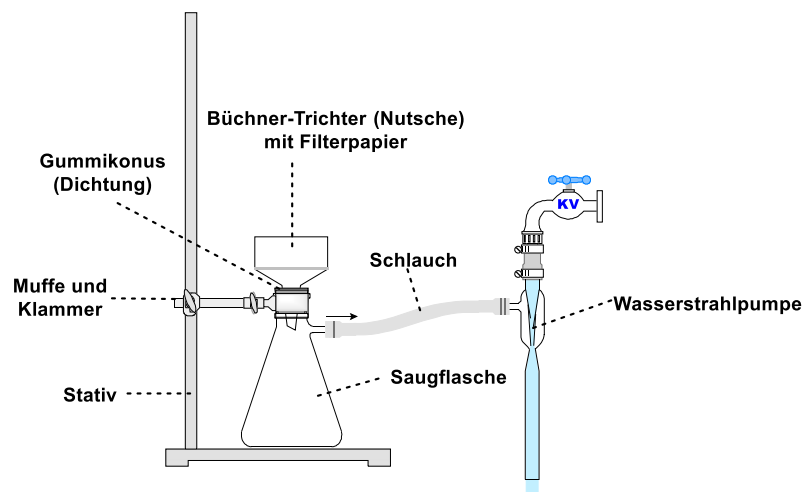 Büchner-Trichter (Nutsche)
mit Filterpapier
Gummikonus
(Dichtung)
KV
Schlauch
Muffe und
Klammer
Wasserstrahlpumpe
Saugflasche
Stativ